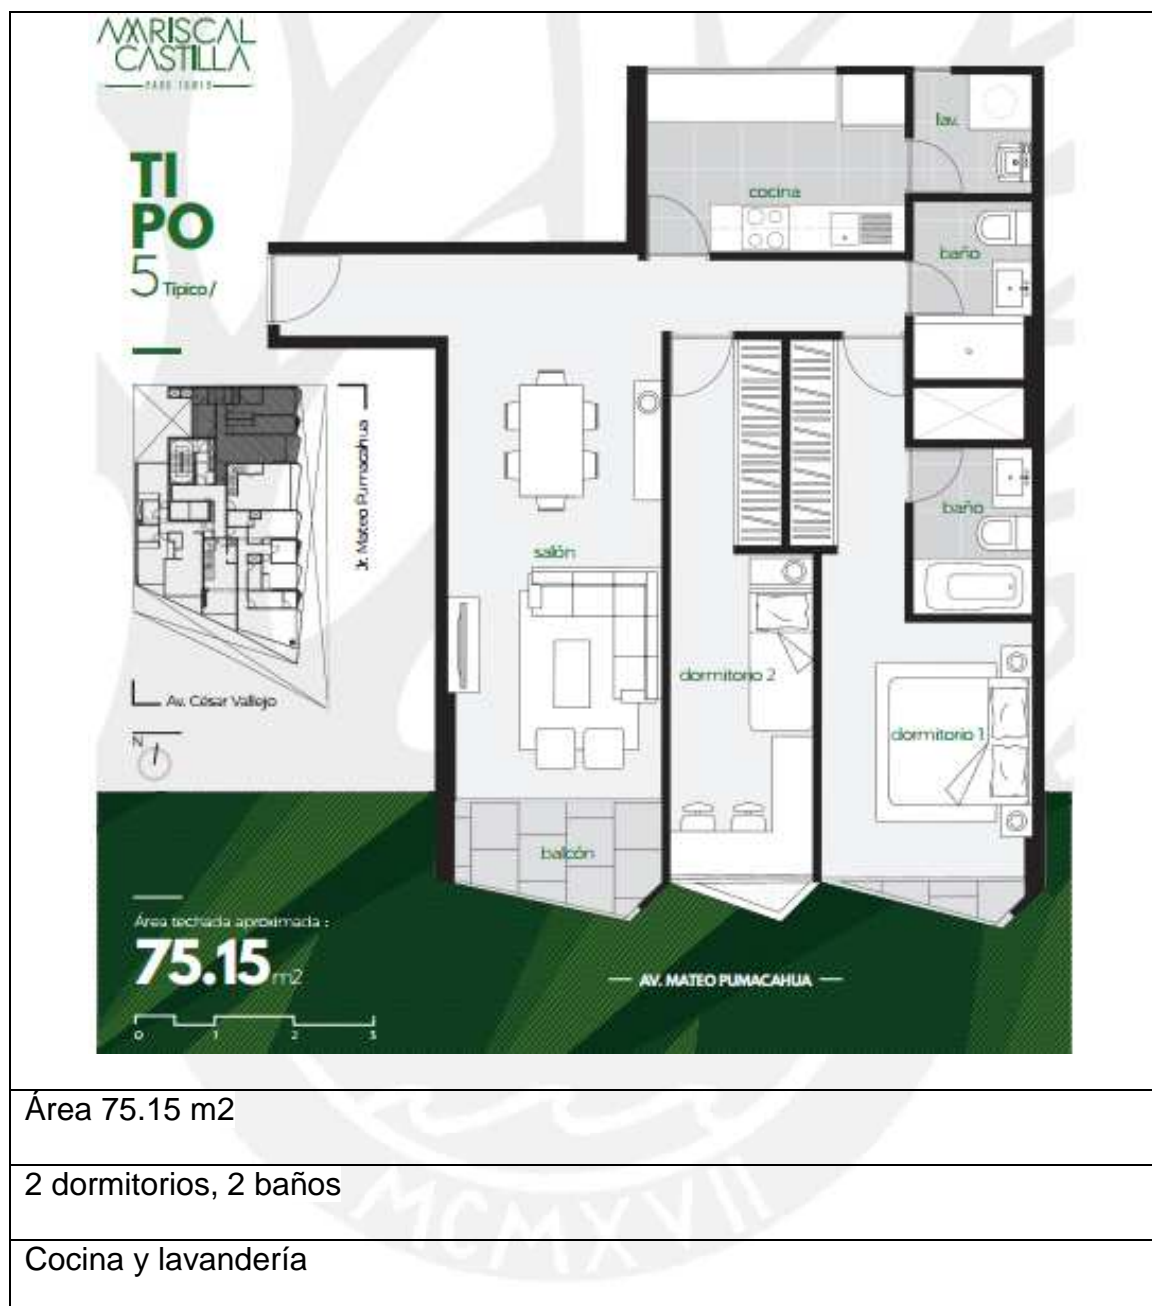 MARISCAL
CASTILLA
TI
PO
5 Típico /
lav.
cocina
baño
Jr. Mateo Pumacahua
salón
baño
dormitorio 2
Av. César Vallejo
dormitorio 1
N
balcón
Área techada aproximada :
75.15 m2
— AV. MATEO PUMACAHUA —
0 1 2 3
Área 75.15 m2
2 dormitorios, 2 baños
Cocina y lavandería
MCMXVII